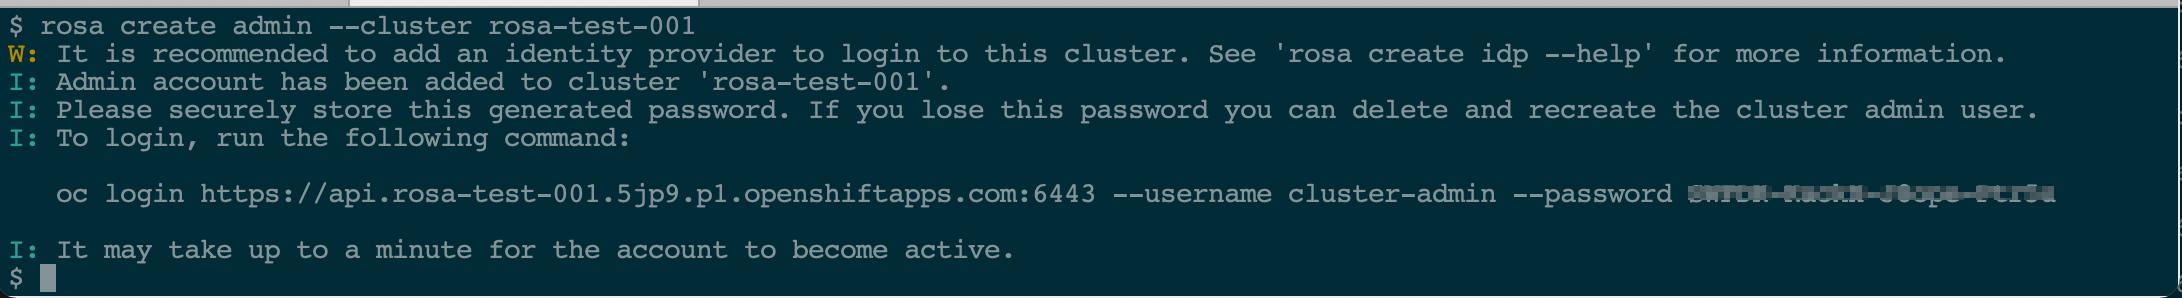 $ rosa create admin --cluster rosa-test-001
W: It is recommended to add an identity provider to login to this cluster. See 'rosa create idp --help' for more information.
I: Admin account has been added to cluster 'rosa-test-001'.
I: Please securely store this generated password. If you lose this password you can delete and recreate the cluster admin user.
I: To login, run the following command:
oc login https://api.rosa-test-001.5jp9.p1.openshiftapps.com:6443 --username cluster-admin --password
I: It may take up to a minute for the account to become active.
$